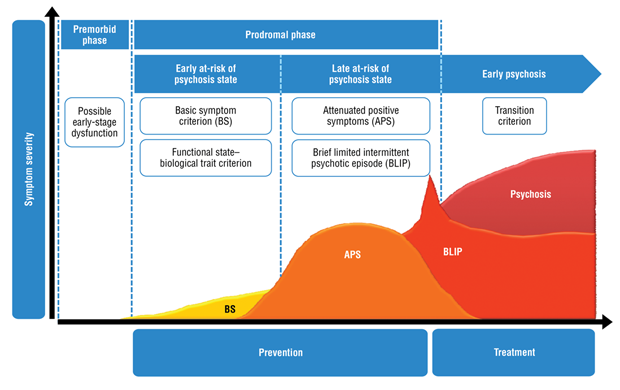 Premorbid
phase
Prodromal phase
Early at-risk of
psychosis state
Late at-risk of
psychosis state
Early psychosis
Possible
early-stage
dysfunction
Basic symptom
criterion (BS)
Attenuated positive
symptoms (APS)
Transition
criterion
Functional state–
biological trait criterion
Brief limited intermittent
psychotic episode (BLIP)
Symptom severity
Psychosis
APS
BLIP
BS
Prevention
Treatment